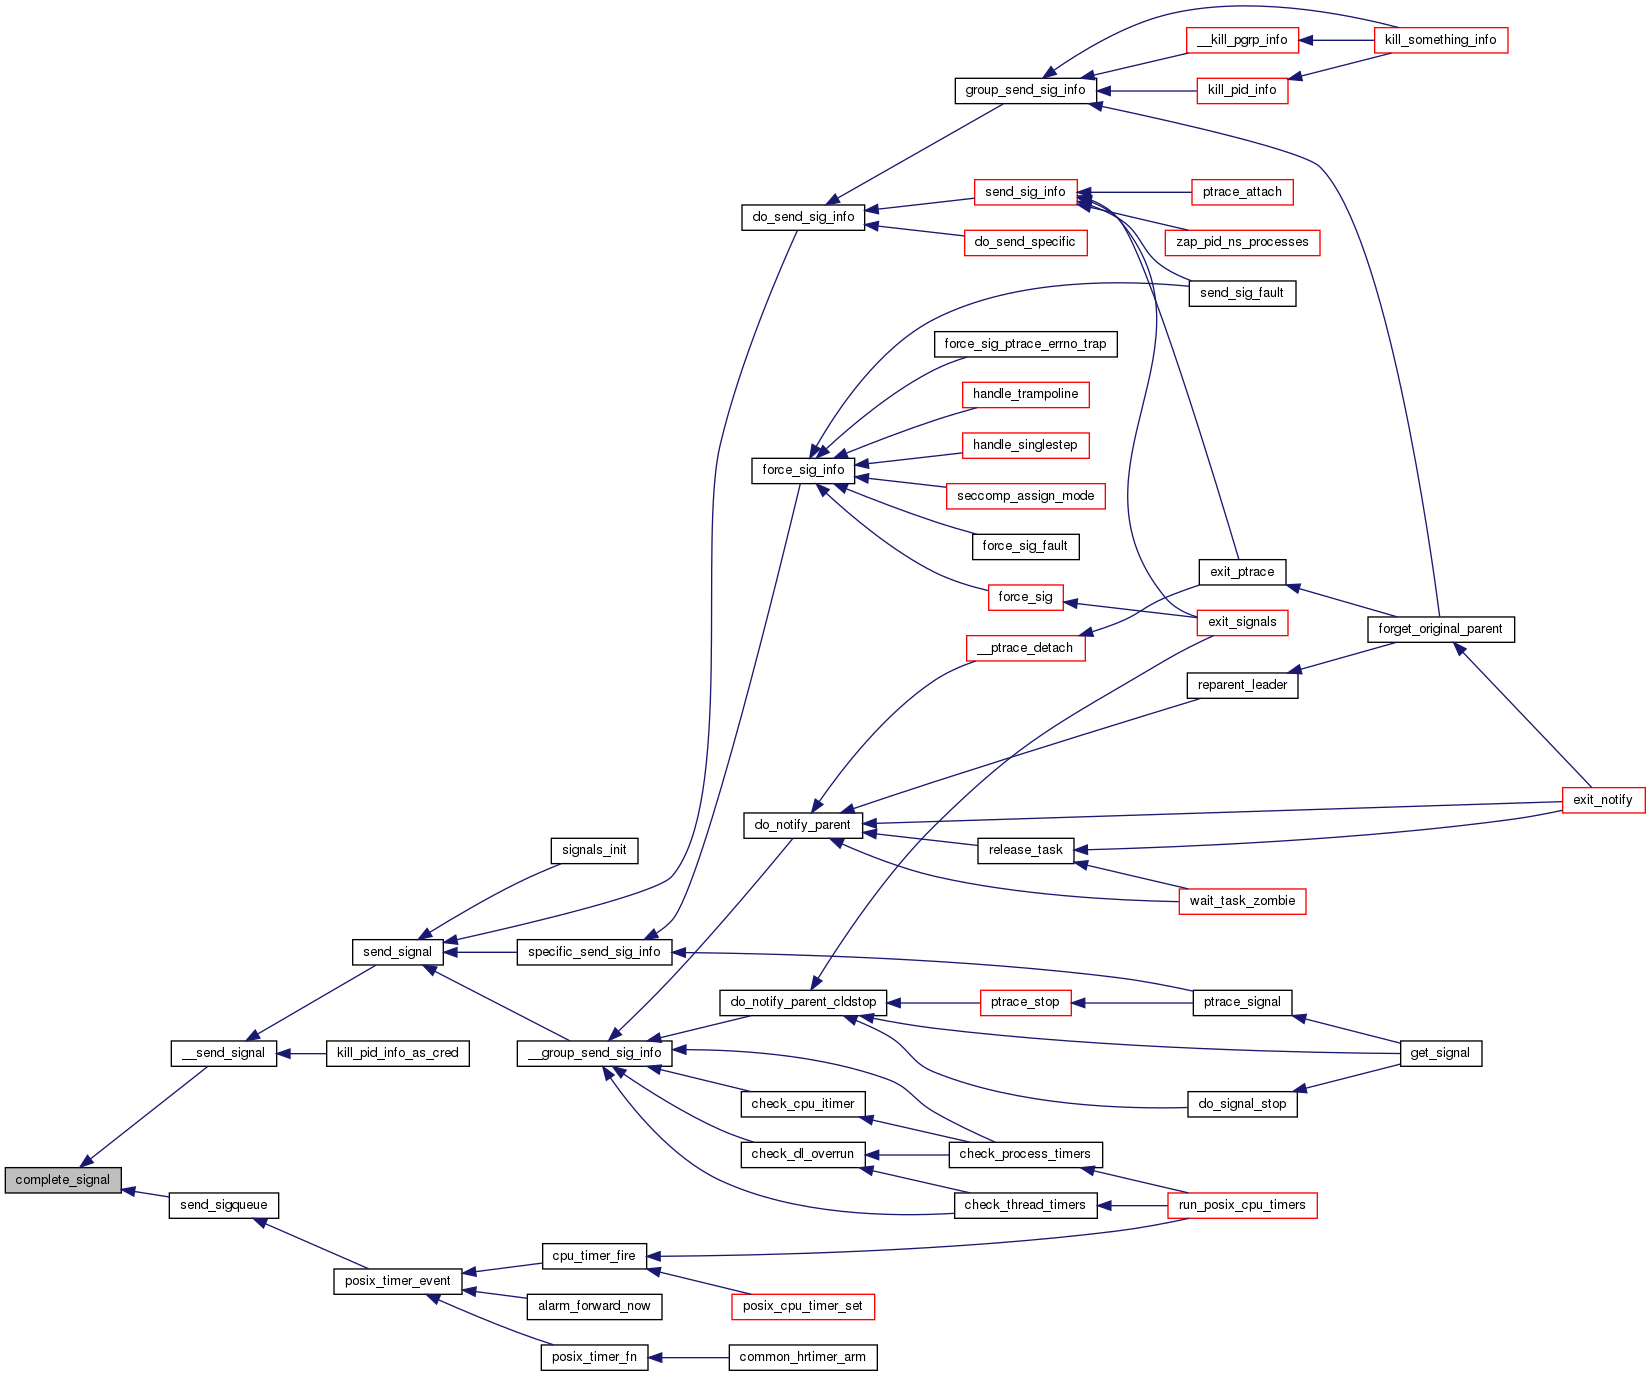 __kill_pgrp_info
kill_something_info
group_send_sig_info
kill_pid_info
send_sig_info
ptrace_attach
do_send_sig_info
do_send_specific
zap_pid_ns_processes
send_sig_fault
force_sig_ptrace_errno_trap
handle_trampoline
handle_singlestep
force_sig_info
seccomp_assign_mode
force_sig_fault
exit_ptrace
force_sig
exit_signals
forget_original_parent
__ptrace_detach
reparent_leader
exit_notify
do_notify_parent
signals_init
release_task
wait_task_zombie
send_signal
specific_send_sig_info
do_notify_parent_cldstop
ptrace_stop
ptrace_signal
__send_signal
kill_pid_info_as_cred
__group_send_sig_info
get_signal
check_cpu_itimer
do_signal_stop
check_dl_overrun
check_process_timers
complete_signal
send_sigqueue
check_thread_timers
run_posix_cpu_timers
cpu_timer_fire
posix_timer_event
alarm_forward_now
posix_cpu_timer_set
posix_timer_fn
common_hrtimer_arm